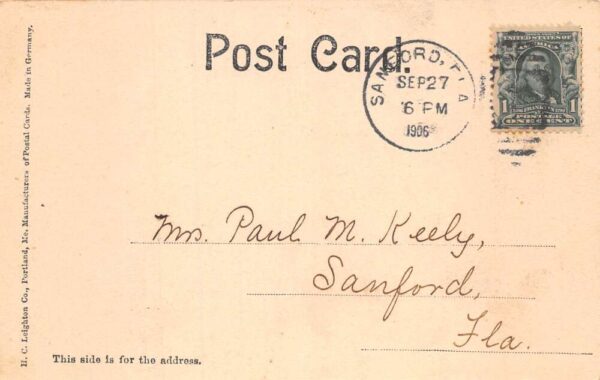 Post Card.
SANFORD, FLA
SEP 27
6 PM
1906
UNITED STATES OF AMERICA
1 FRANKLIN 1
POSTAGE
ONE CENT
Mrs. Paul M. Keely,
Sanford,
Fla.
This side is for the address.
H. C. Leighton Co., Portland, Me. Manufacturers of Postal Cards. Made in Germany.